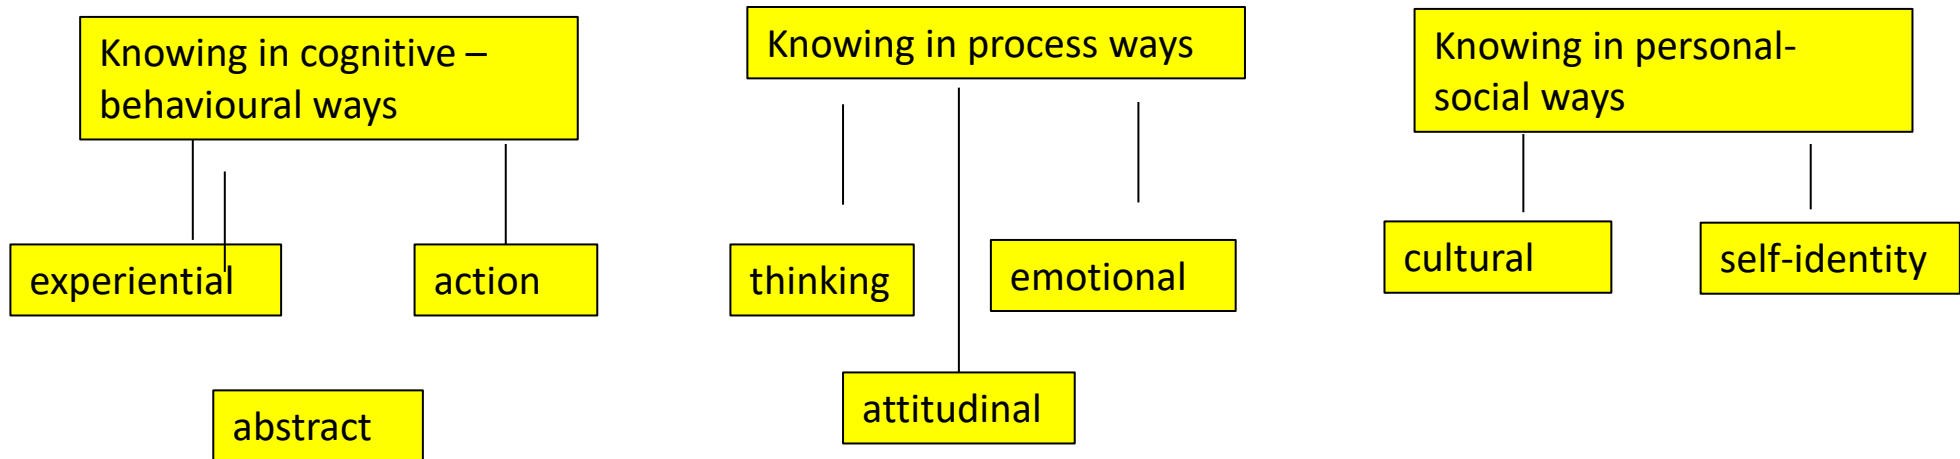 Knowing in cognitive –
behavioural ways
Knowing in process ways
Knowing in personal-
social ways
experiential
action
thinking
emotional
cultural
self-identity
abstract
attitudinal